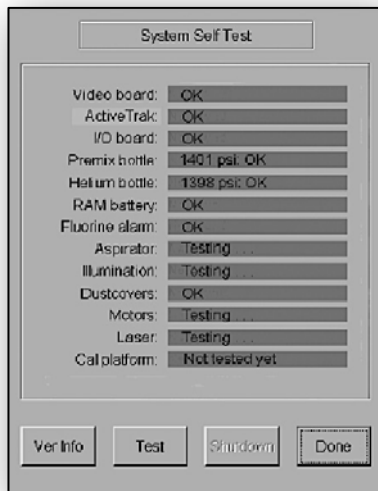 System Self Test
Video board: OK
ActiveTrak: OK
I/O board: OK
Premix bottle: 1401 psi: OK
Helium bottle: 1398 psi: OK
RAM battery: OK
Fluorine alarm: OK
Aspirator: Testing . . .
Illumination: Testing . . .
Dustcovers: OK
Motors: Testing . . .
Laser: Testing . . .
Cal platform: Not tested yet
Ver Info Test Shutdown Done